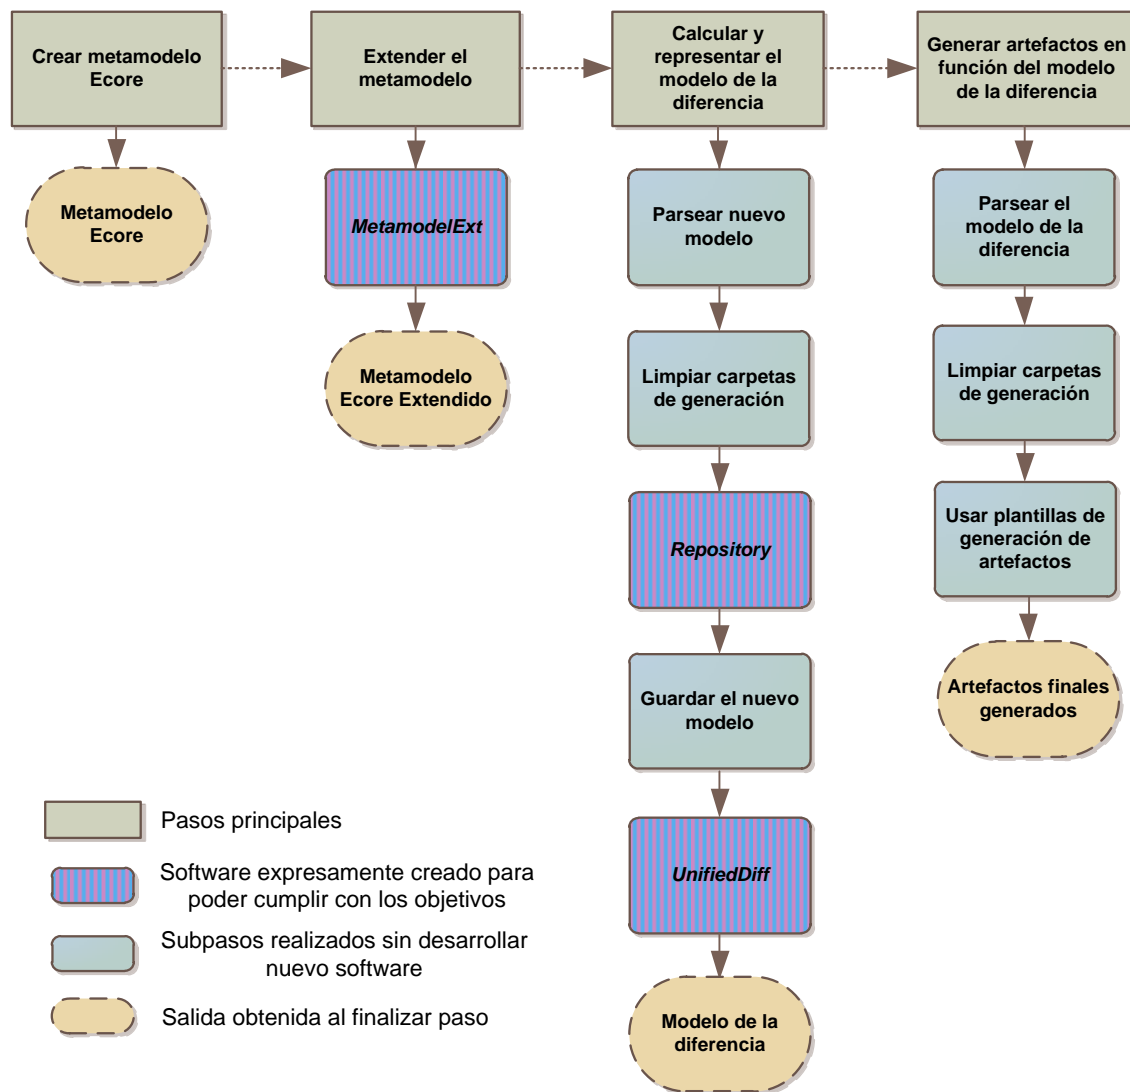 Crear metamodelo
Ecore
Extender el
metamodelo
Calcular y
representar el
modelo de la
diferencia
Generar artefactos en
función del modelo
de la diferencia
Metamodelo
Ecore
MetamodelExt
Metamodelo
Ecore Extendido
Parsear nuevo
modelo
Limpiar carpetas
de generación
Repository
Guardar el nuevo
modelo
UnifiedDiff
Modelo de la
diferencia
Parsear el
modelo de la
diferencia
Limpiar carpetas
de generación
Usar plantillas de
generación de
artefactos
Artefactos finales
generados
Pasos principales
Software expresamente creado para
poder cumplir con los objetivos
Subpasos realizados sin desarrollar
nuevo software
Salida obtenida al finalizar paso